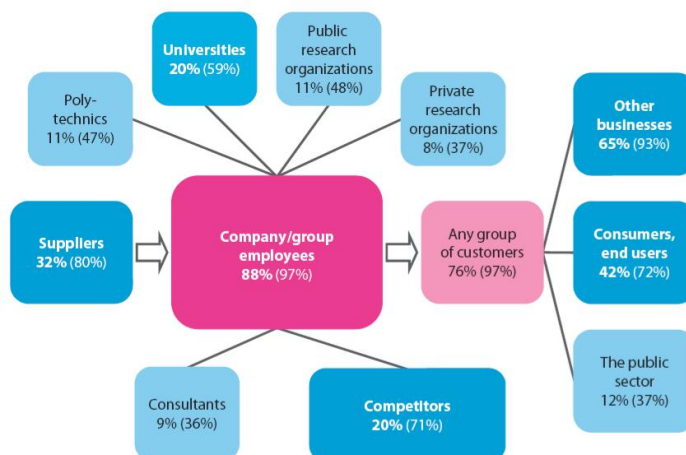 Universities
20% (59%)
Public
research
organizations
11% (48%)
Poly-
technics
11% (47%)
Private
research
organizations
8% (37%)
Other
businesses
65% (93%)
Suppliers
32% (80%)
Company/group
employees
88% (97%)
Any group
of customers
76% (97%)
Consumers,
end users
42% (72%)
The public
sector
12% (37%)
Consultants
9% (36%)
Competitors
20% (71%)